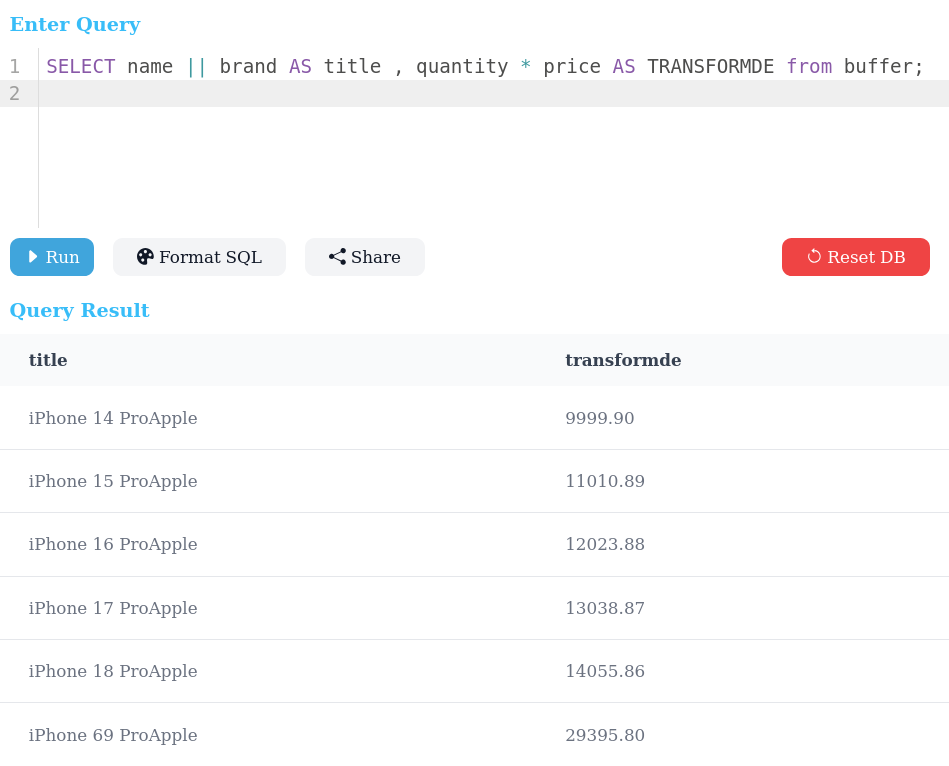 Enter Query
1 SELECT name || brand AS title , quantity * price AS TRANSFORMDE from buffer;
2
Run Format SQL Share Reset DB
Query Result
title transformde
iPhone 14 ProApple 9999.90
iPhone 15 ProApple 11010.89
iPhone 16 ProApple 12023.88
iPhone 17 ProApple 13038.87
iPhone 18 ProApple 14055.86
iPhone 69 ProApple 29395.80